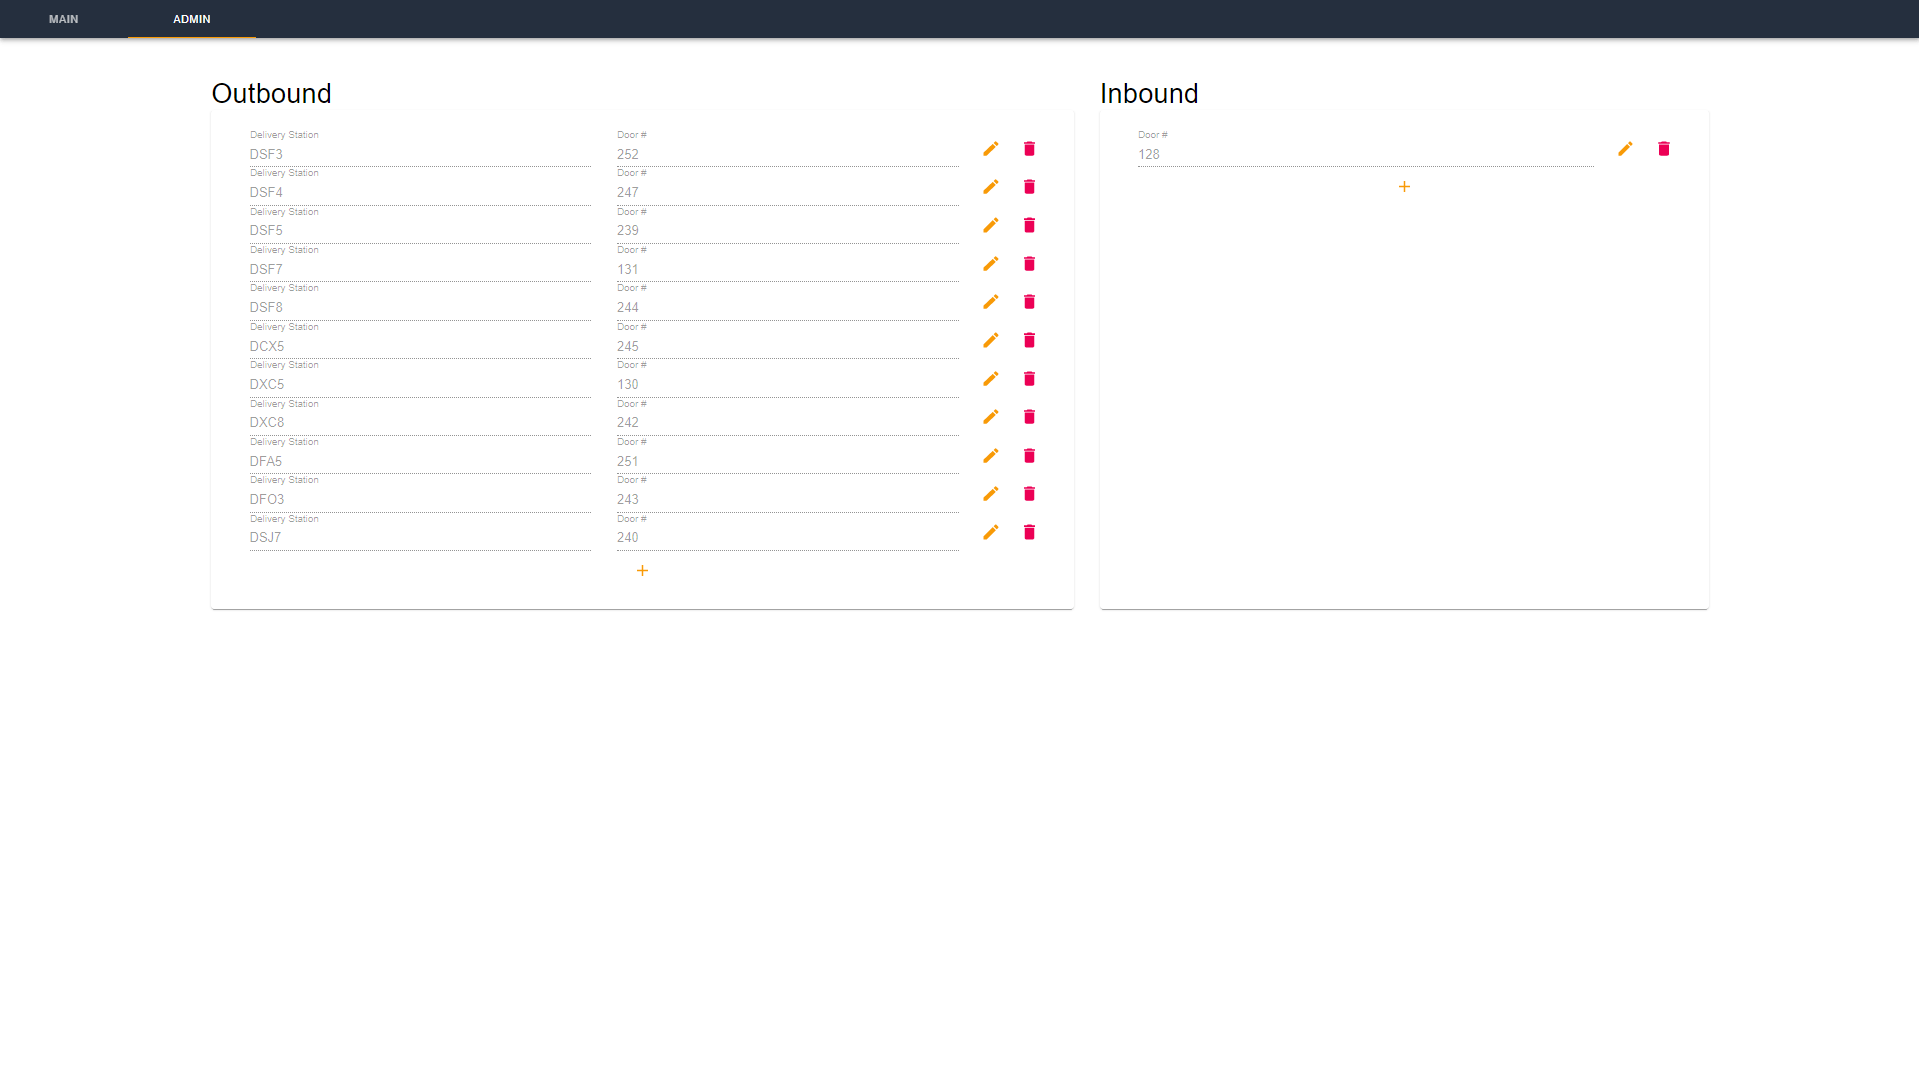 MAIN ADMIN
Outbound
Delivery Station Door #
DSF3 252
Delivery Station Door #
DSF4 247
Delivery Station Door #
DSF5 239
Delivery Station Door #
DSF7 131
Delivery Station Door #
DSF8 244
Delivery Station Door #
DCX5 245
Delivery Station Door #
DXC5 130
Delivery Station Door #
DXC8 242
Delivery Station Door #
DFA5 251
Delivery Station Door #
DFO3 243
Delivery Station Door #
DSJ7 240
+
Inbound
Door #
128
+